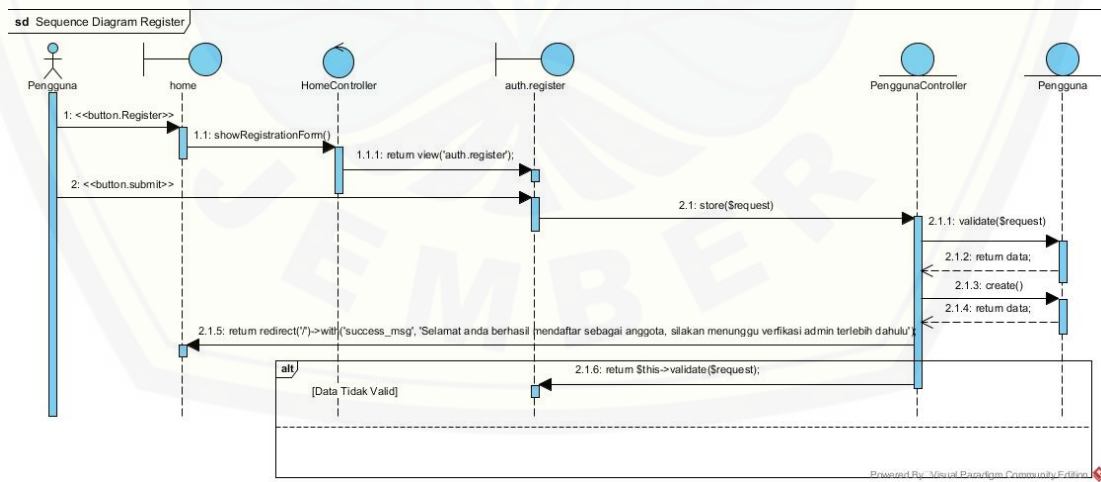 sd Sequence Diagram Register
Pengguna
home
HomeController
auth.register
PenggunaController
Pengguna
1: <<button.Register>>
1.1: showRegistrationForm()
1.1.1: return view('auth.register');
2: <<button.submit>>
2.1: store($request)
2.1.1: validate($request)
2.1.2: return data;
2.1.3: create()
2.1.4: return data;
2.1.5: return redirect('/')->with('success_msg', 'Selamat anda berhasil mendaftar sebagai anggota, silakan menunggu verfikasi admin terlebih dahulu');
alt
2.1.6: return $this->validate($request);
[Data Tidak Valid]
JEMBER
Powered By Visual Paradigm Community Edition